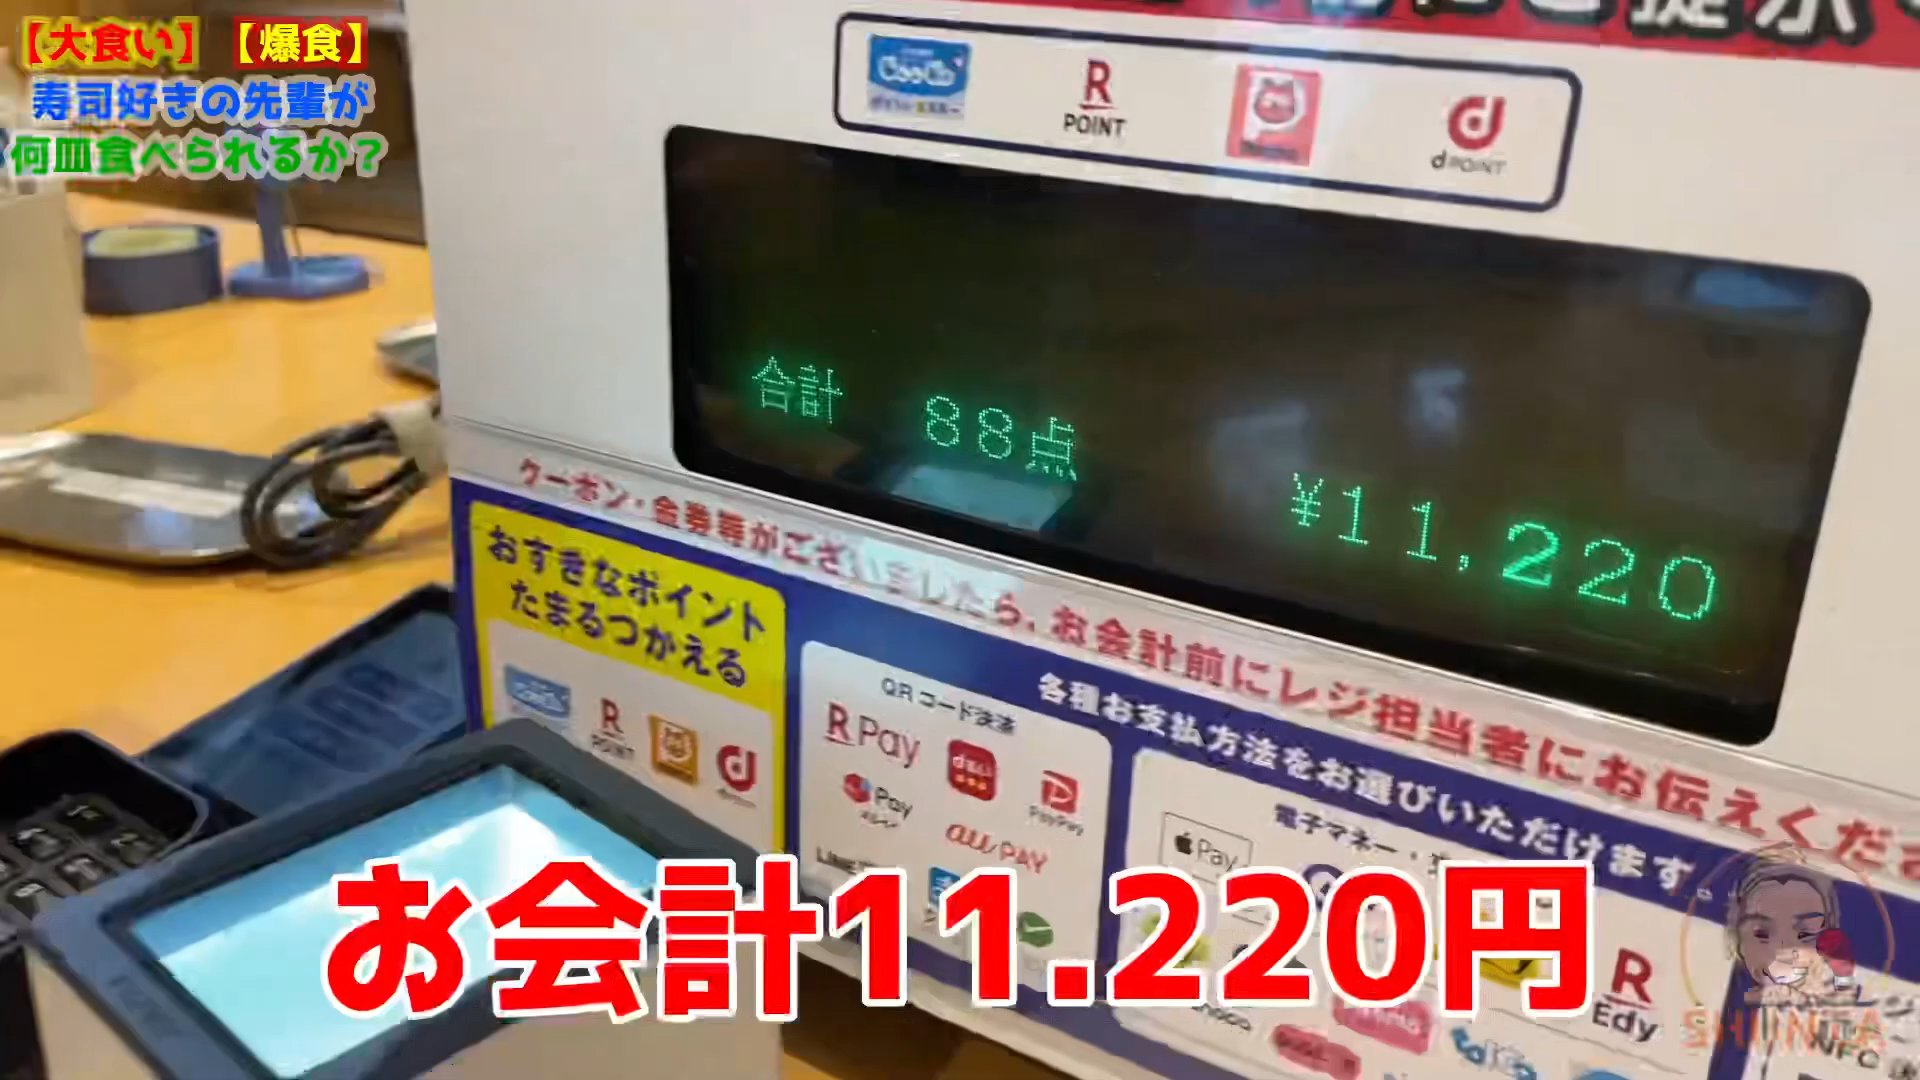 【大食い】【爆食】
寿司好きの先輩が
何皿食べられるか？
R
POINT
d POINT
合計 88点 ¥11,220
クーポン・金券等がございましたら、お会計前にレジ担当者にお伝えくださ
おすきなポイント
たまるつかえる
R
POINT
各種お支払方法をお選びいただけます。
QRコード決済
R Pay
d払い
Pay
PayPay
au PAY
電子マネー・
Pay
R
Edy
お会計11.220円
SHUNTA